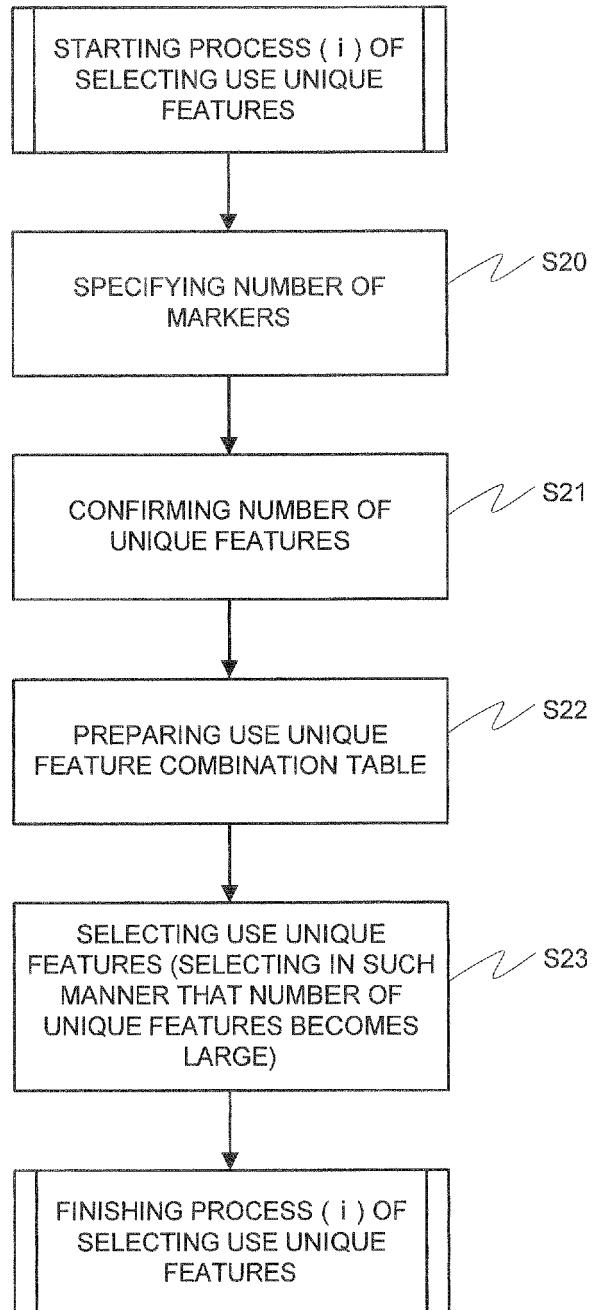 STARTING PROCESS ( i ) OF
SELECTING USE UNIQUE
FEATURES
SPECIFYING NUMBER OF
MARKERS
S20
CONFIRMING NUMBER OF
UNIQUE FEATURES
S21
PREPARING USE UNIQUE
FEATURE COMBINATION TABLE
S22
SELECTING USE UNIQUE
FEATURES (SELECTING IN SUCH
MANNER THAT NUMBER OF
UNIQUE FEATURES BECOMES
LARGE)
S23
FINISHING PROCESS ( i ) OF
SELECTING USE UNIQUE
FEATURES